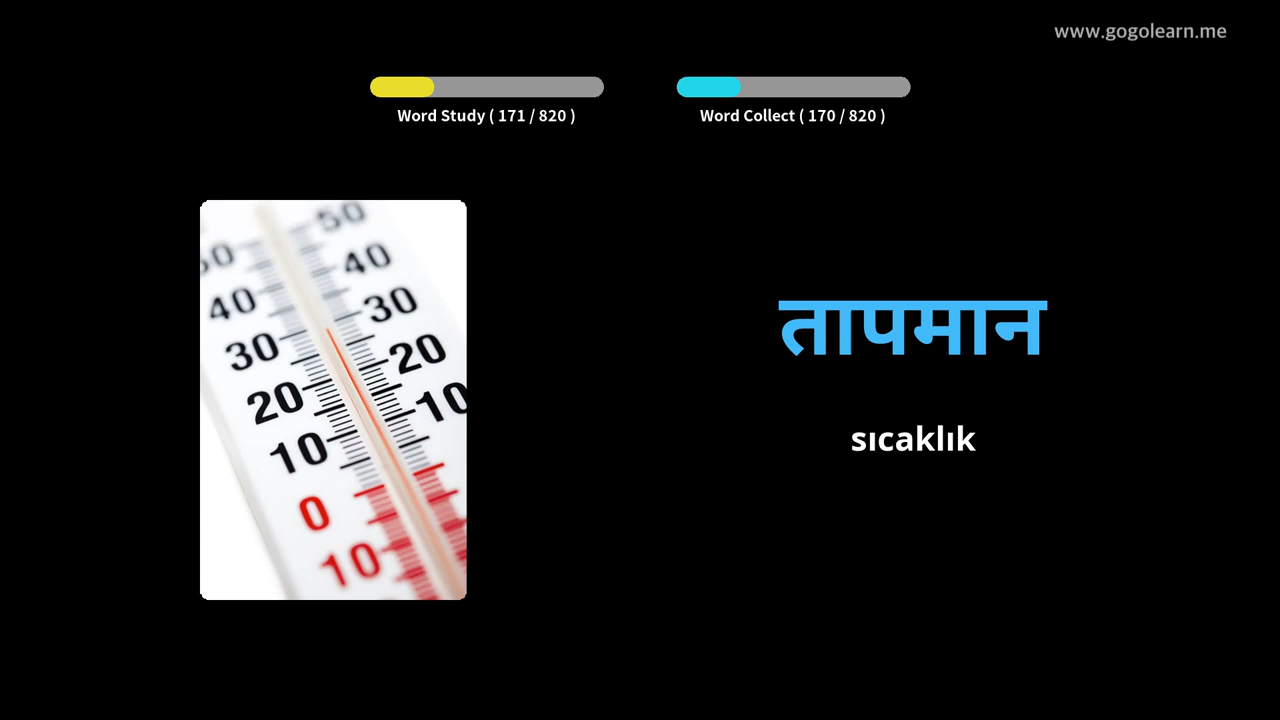 www.gogolearn.me
Word Study ( 171 / 820 )
Word Collect ( 170 / 820 )
50
50
40
40
30
30
20
20
10
10
0
10
तापमान
sıcaklık